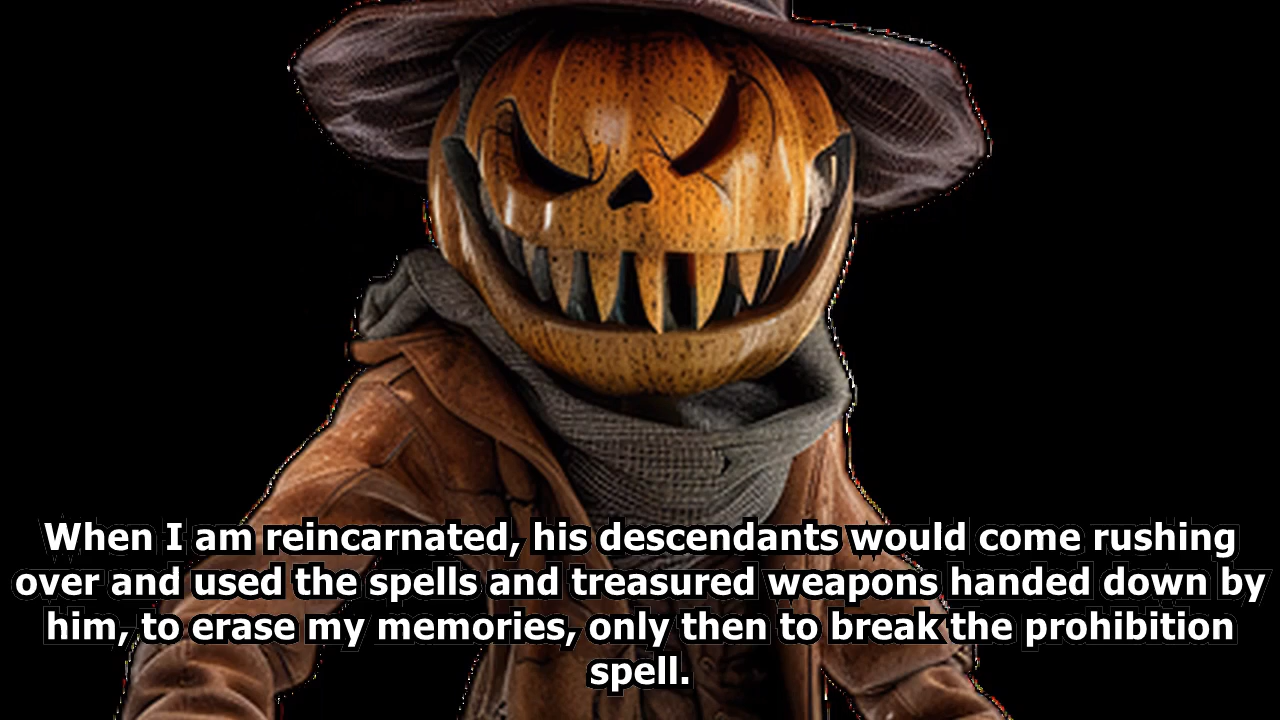 When I am reincarnated, his descendants would come rushing
over and used the spells and treasured weapons handed down by
him, to erase my memories, only then to break the prohibition
spell.